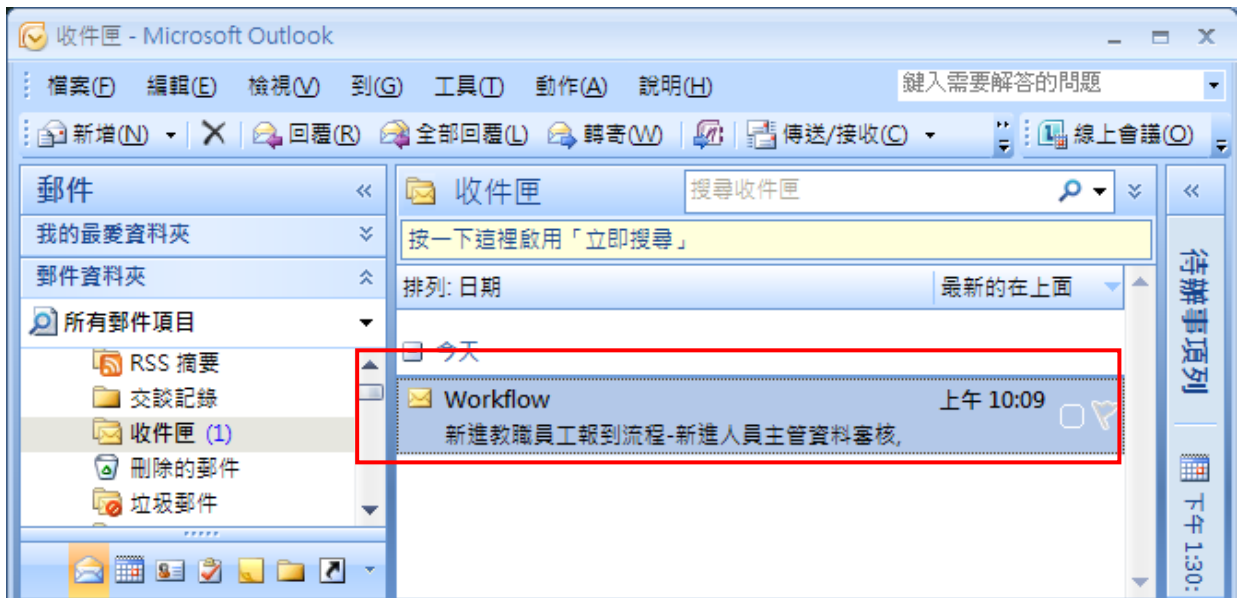 收件匣 - Microsoft Outlook
檔案(F) 編輯(E) 檢視(V) 到(G) 工具(T) 動作(A) 說明(H) 鍵入需要解答的問題
新增(N) 回覆(R) 全部回覆(L) 轉寄(W) 傳送/接收(C) 線上會議(O)
郵件
我的最愛資料夾
郵件資料夾
所有郵件項目
RSS 摘要
交談記錄
收件匣 (1)
刪除的郵件
垃圾郵件
收件匣 搜尋收件匣
按一下這裡啟用「立即搜尋」
排列: 日期 最新的在上面
今天
Workflow 上午 10:09
新進教職員工報到流程-新進人員主管資料審核,
待辦事項列
下午 1:30: